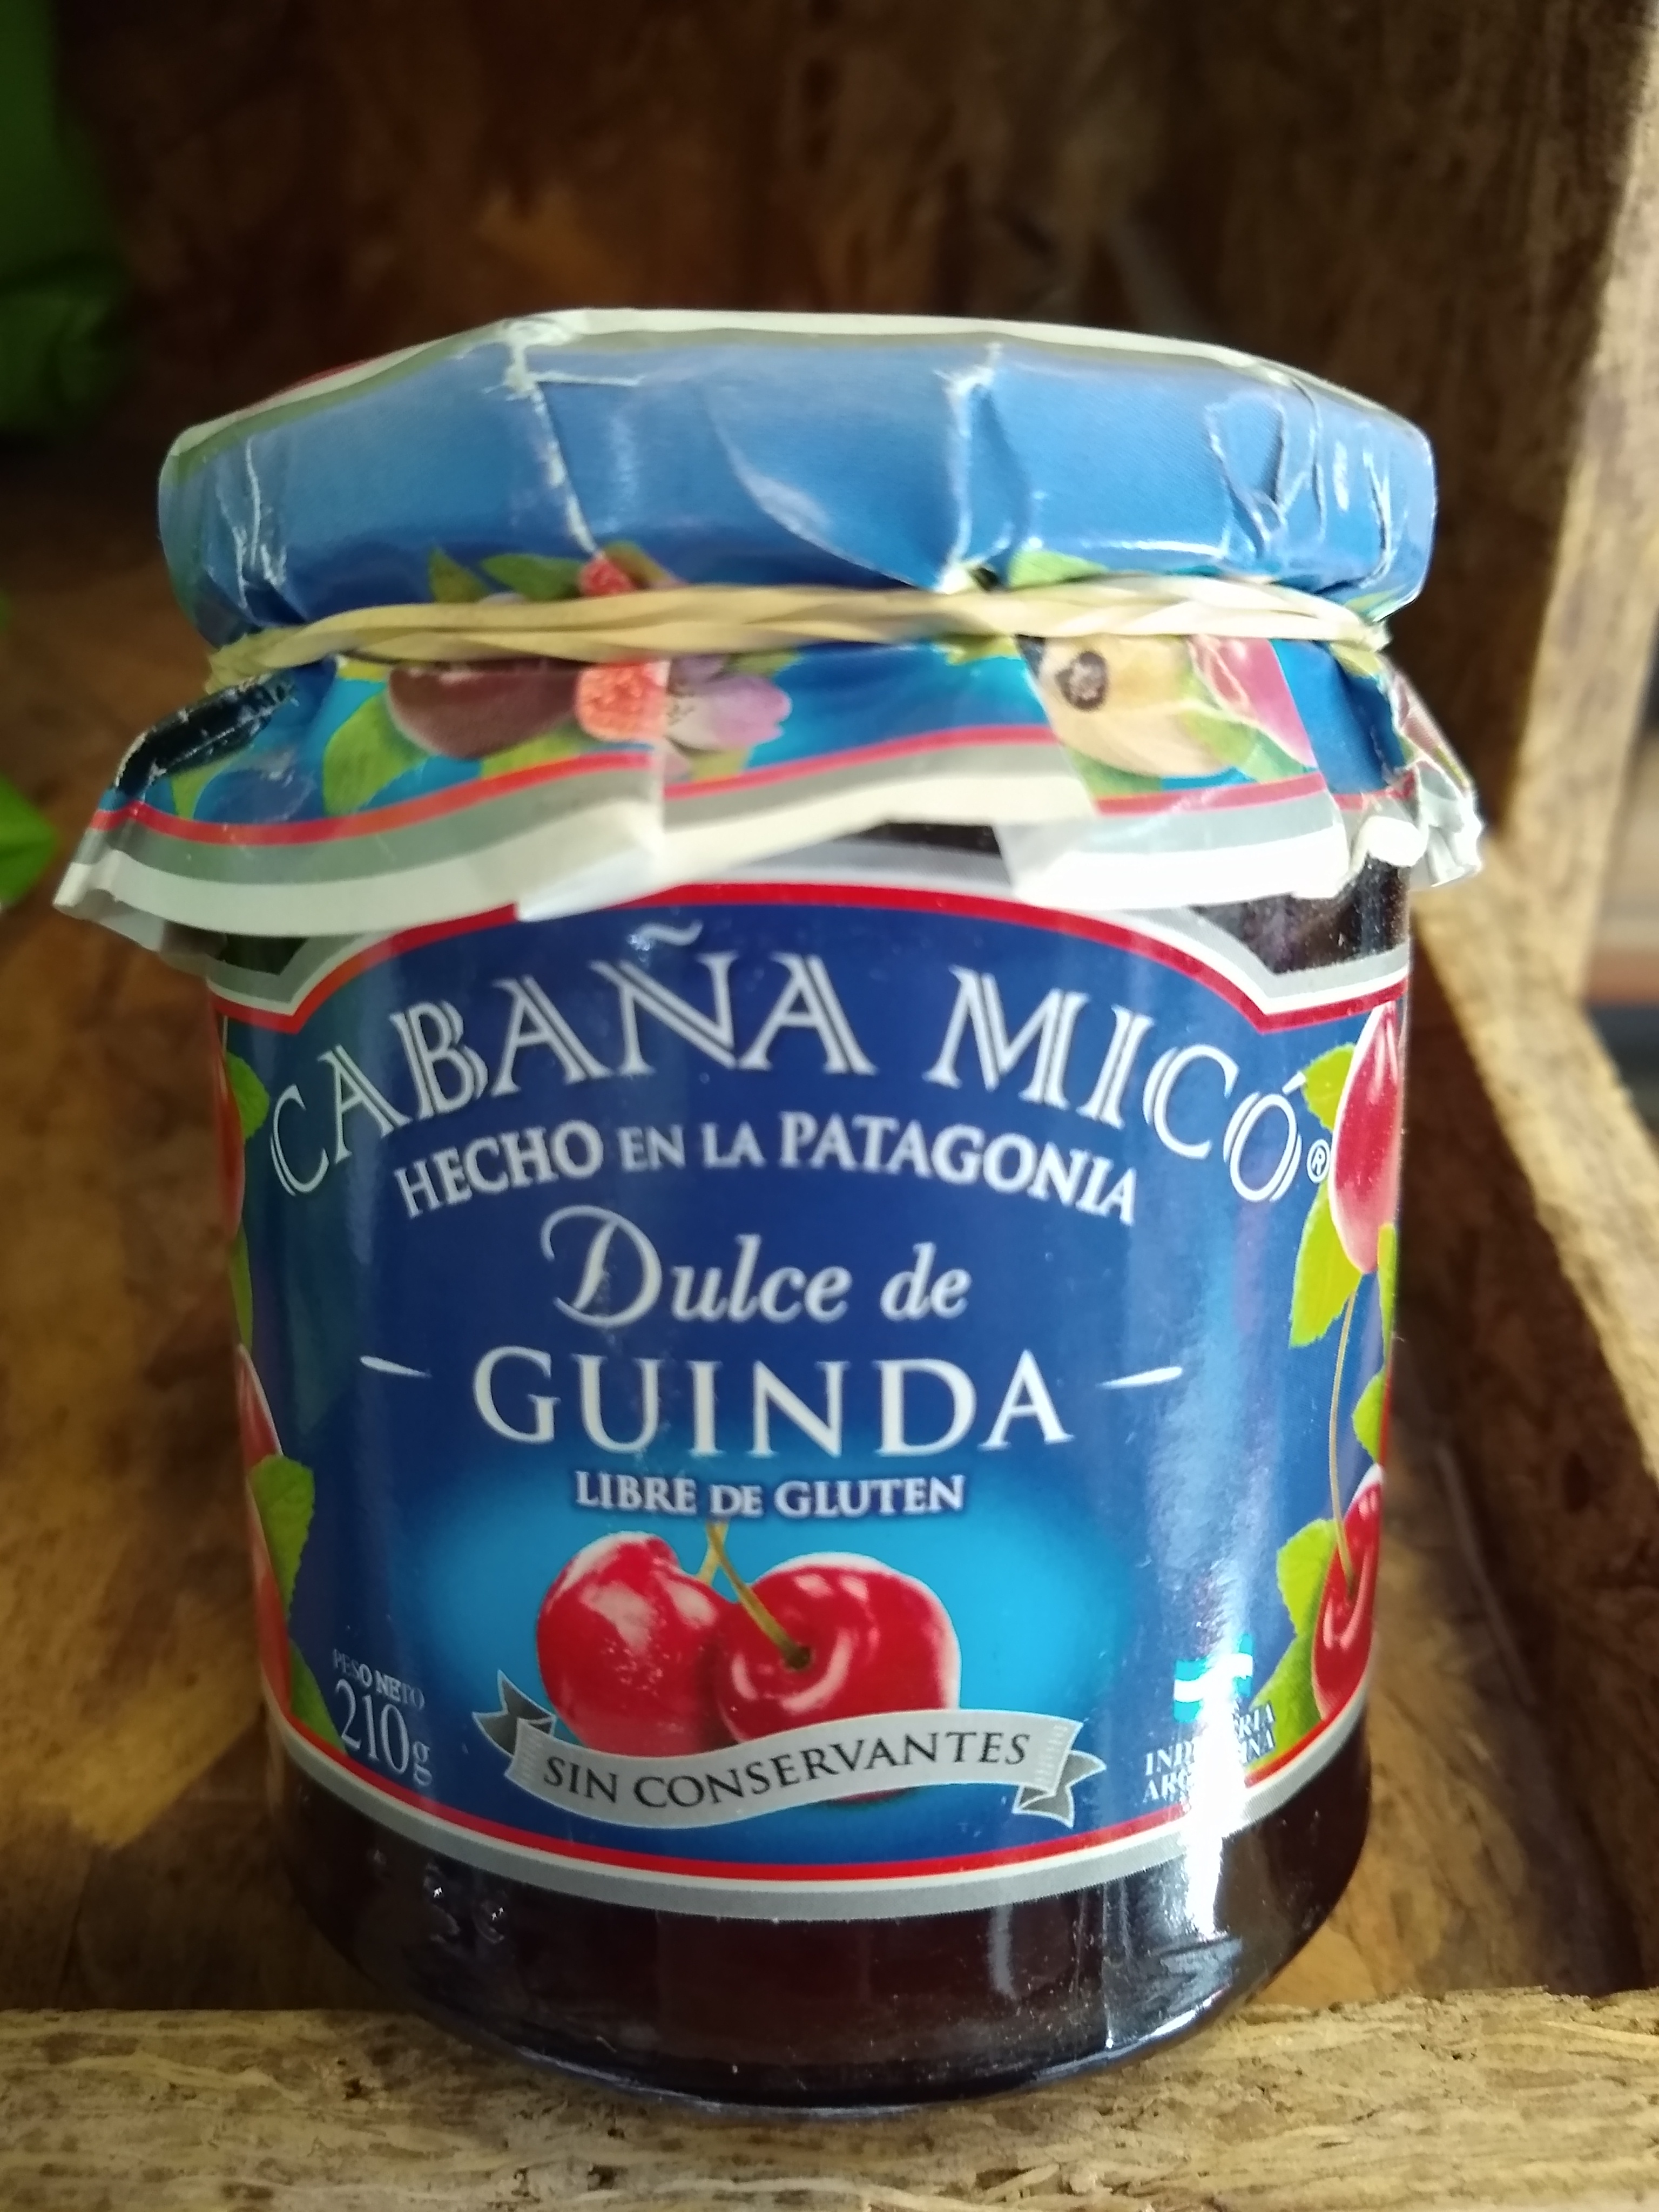 CABAÑA MICÓ®
HECHO EN LA PATAGONIA
Dulce de
GUINDA
LIBRE DE GLUTEN
PESO NETO
210g
SIN CONSERVANTES